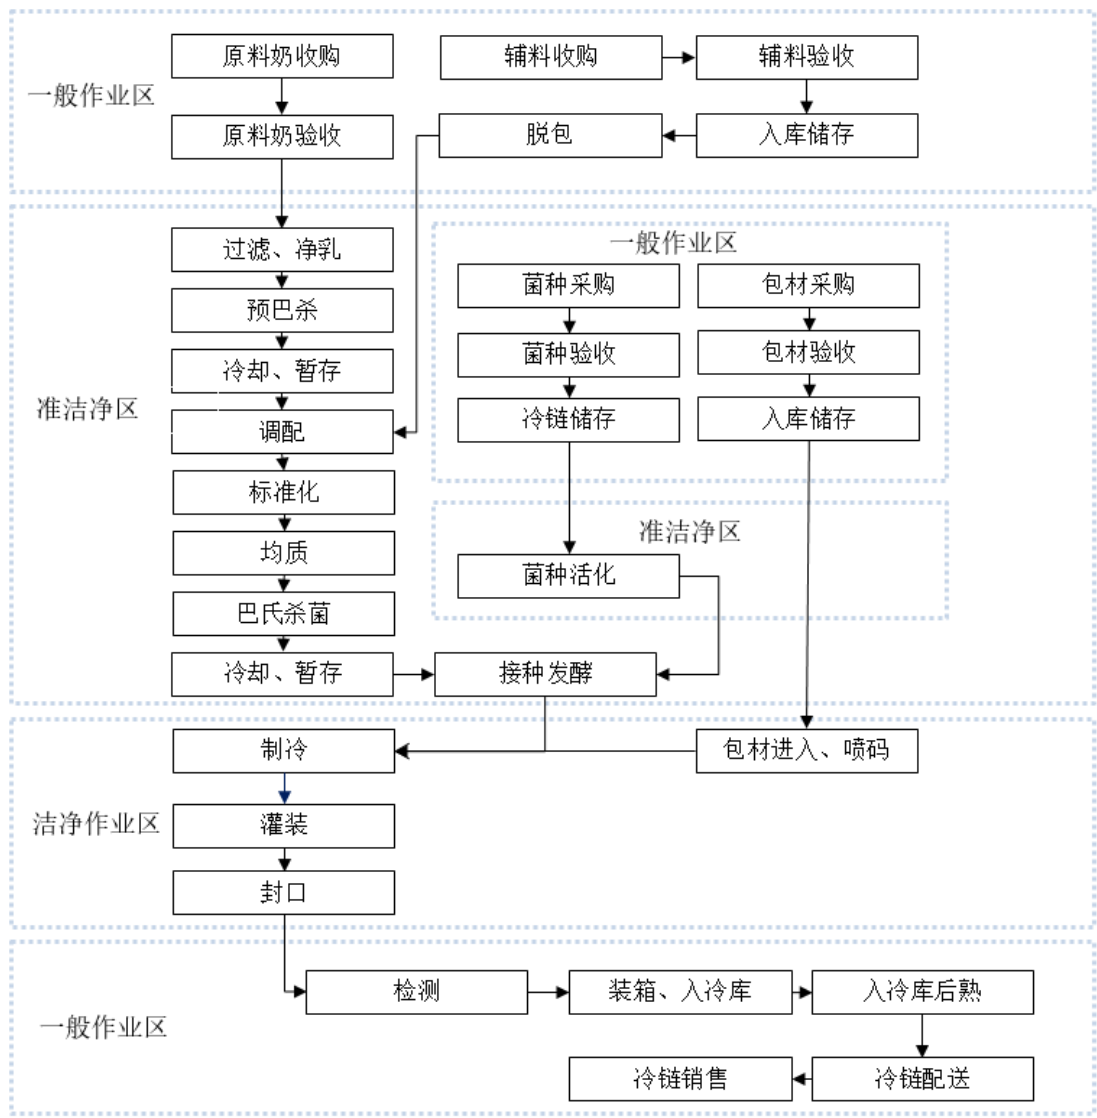 一般作业区
原料奶收购
辅料收购
辅料验收
原料奶验收
脱包
入库储存
准洁净区
过滤、净乳
预巴杀
冷却、暂存
调配
标准化
均质
巴氏杀菌
冷却、暂存
接种发酵
一般作业区
菌种采购
包材采购
菌种验收
包材验收
冷链储存
入库储存
准洁净区
菌种活化
洁净作业区
制冷
包材进入、喷码
灌装
封口
一般作业区
检测
装箱、入冷库
入冷库后熟
冷链销售
冷链配送